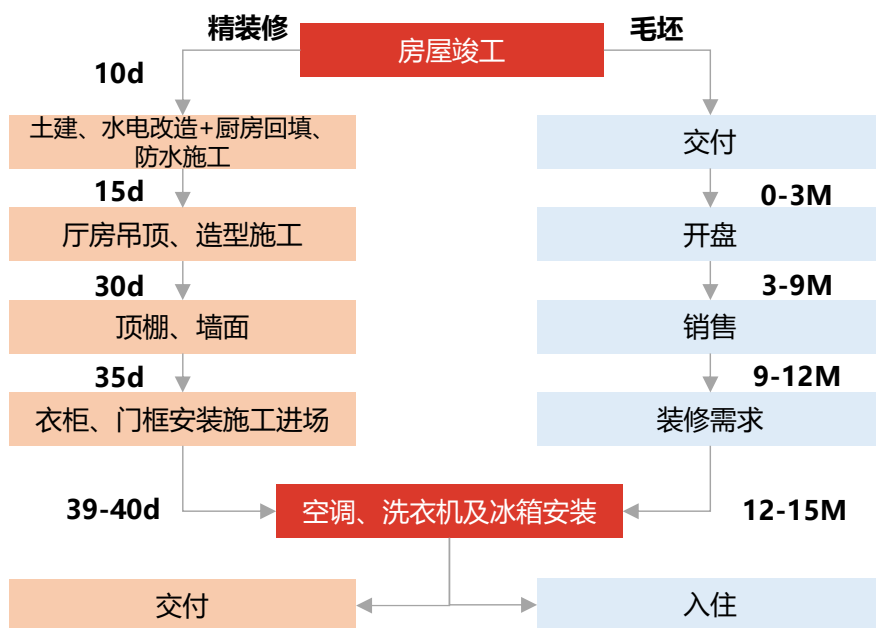 精装修
房屋竣工
毛坯
10d
土建、水电改造+厨房回填、
防水施工
交付
15d
0-3M
厅房吊顶、造型施工
开盘
30d
3-9M
顶棚、墙面
销售
35d
9-12M
衣柜、门框安装施工进场
装修需求
39-40d
空调、洗衣机及冰箱安装
12-15M
交付
入住